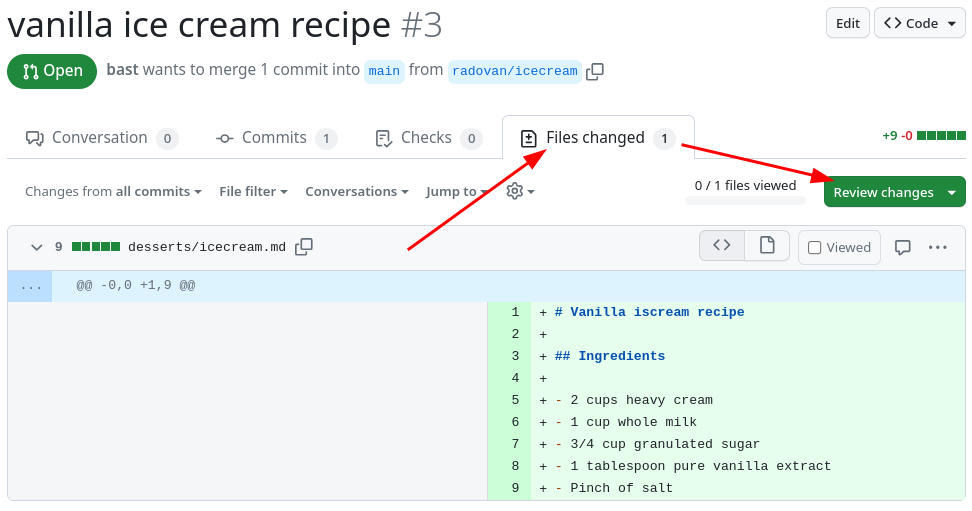 vanilla ice cream recipe #3
Edit
Code
Open
bast wants to merge 1 commit into main from radovan/icecream
Conversation 0
Commits 1
Checks 0
Files changed 1
+9 -0
Changes from all commits
File filter
Conversations
Jump to
0 / 1 files viewed
Review changes
9 desserts/icecream.md
<>
Viewed
...
@@ -0,0 +1,9 @@
1 + # Vanilla iscream recipe
2 +
3 + ## Ingredients
4 +
5 + - 2 cups heavy cream
6 + - 1 cup whole milk
7 + - 3/4 cup granulated sugar
8 + - 1 tablespoon pure vanilla extract
9 + - Pinch of salt